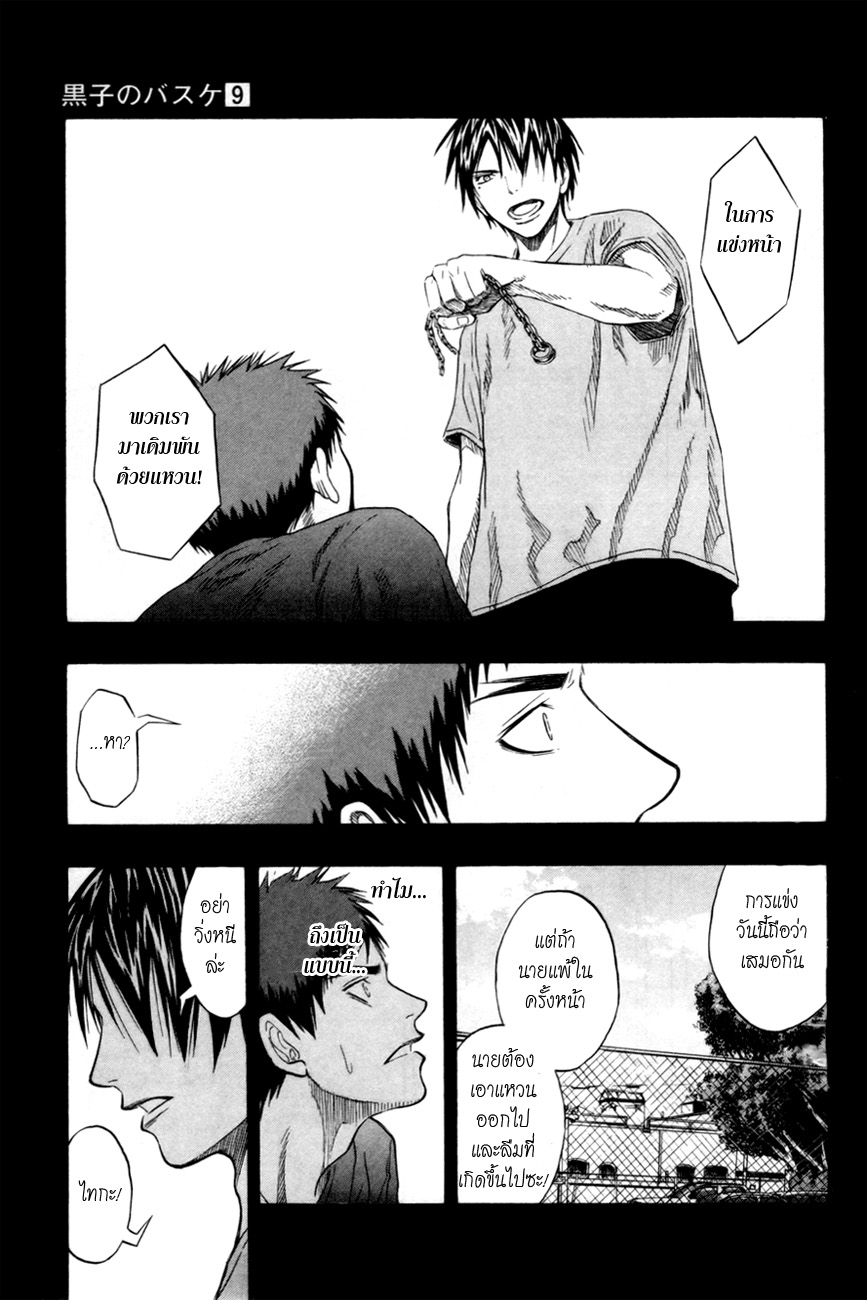 黒子のバスケ 9
ในการ
แข่งหน้า
พวกเรา
มาเดิมพัน
ด้วยแหวน!
...หา?
การแข่ง
วันนี้ถือว่า
เสมอกัน
แต่ถ้า
นายแพ้ใน
ครั้งหน้า
นายต้อง
เอาแหวน
ออกไป
และลืมที่
เกิดขึ้นไปซะ!
ทำไม...
ถึงเป็น
แบบนี้...
อย่า
วิ่งหนี
ล่ะ
ไทกะ!